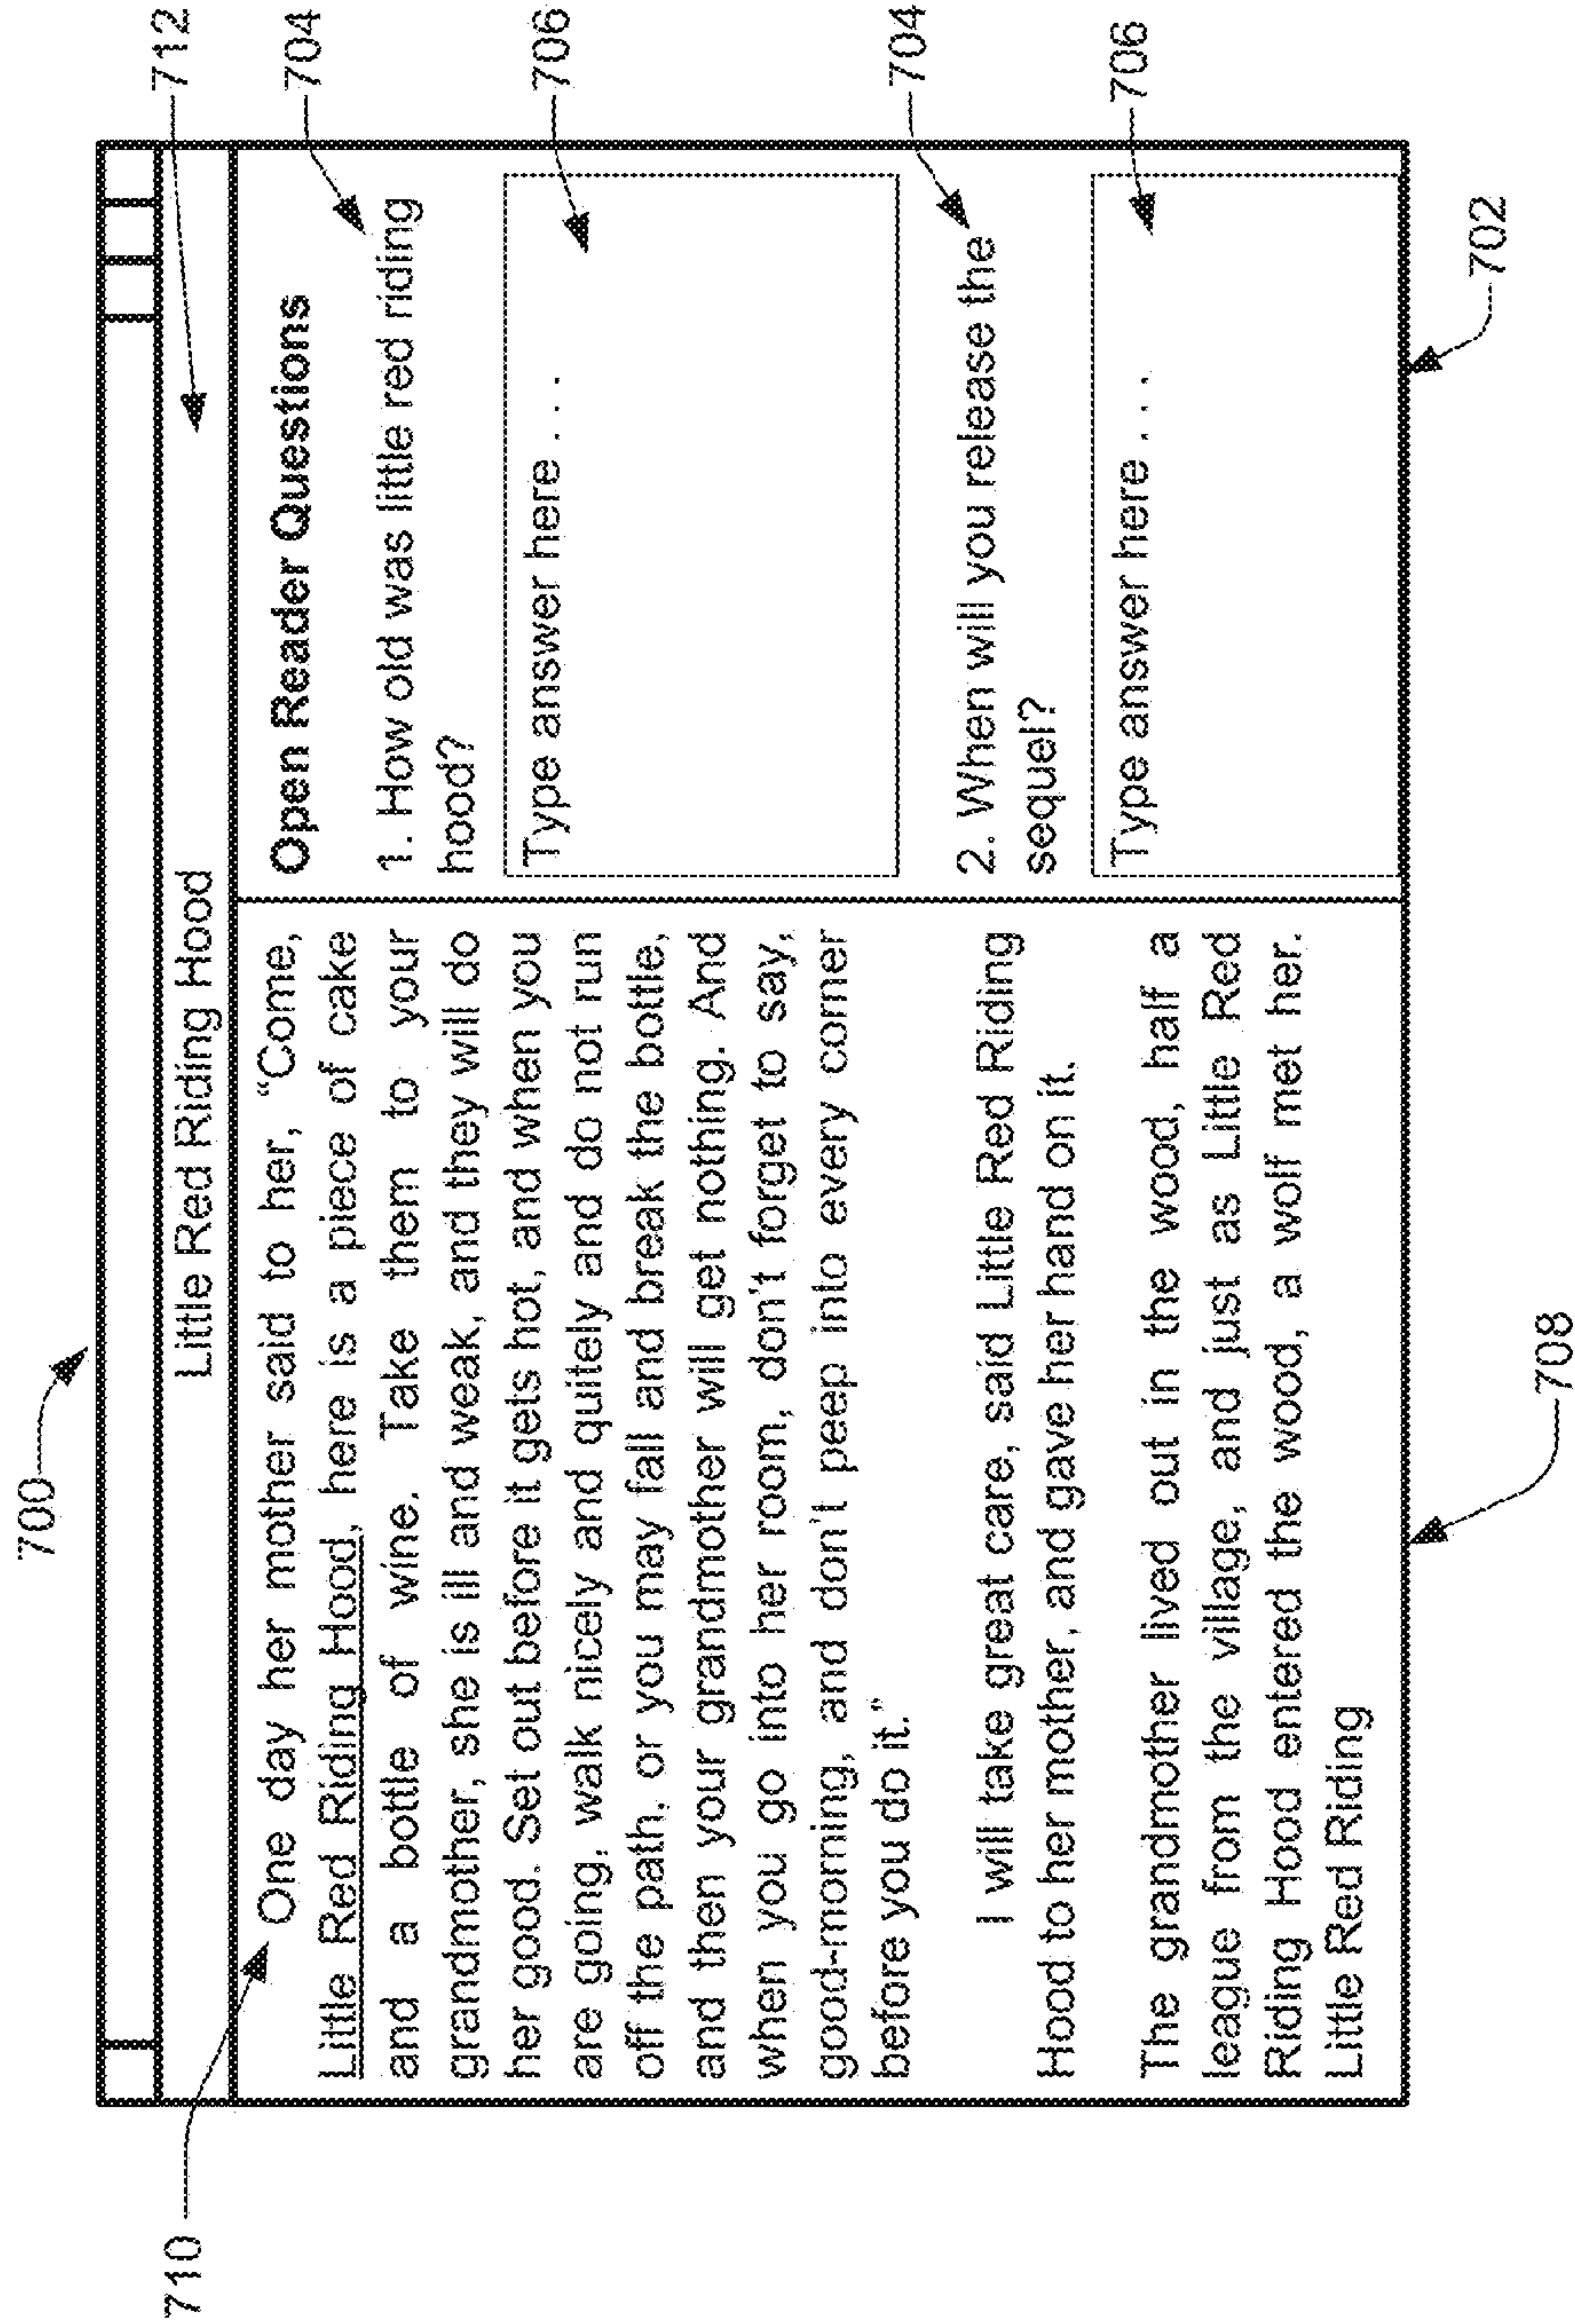 700
712
Little Red Riding Hood
710
One day her mother said to her, “Come,
Little Red Riding Hood, here is a piece of cake
and a bottle of wine. Take them to your
grandmother, she is ill and weak, and they will do
her good. Set out before it gets hot, and when you
are going, walk nicely and quitely and do not run
off the path, or you may fall and break the bottle,
and then your grandmother will get nothing. And
when you go into her room, don't forget to say,
good-morning, and don't peep into every corner
before you do it.”
I will take great care, said Little Red Riding
Hood to her mother, and gave her hand on it.
The grandmother lived out in the wood, half a
league from the village, and just as Little Red
Riding Hood entered the wood, a wolf met her.
Little Red Riding
708
Open Reader Questions
704
1. How old was little red riding
hood?
706
Type answer here . . .
704
2. When will you release the
sequel?
706
Type answer here . . .
702